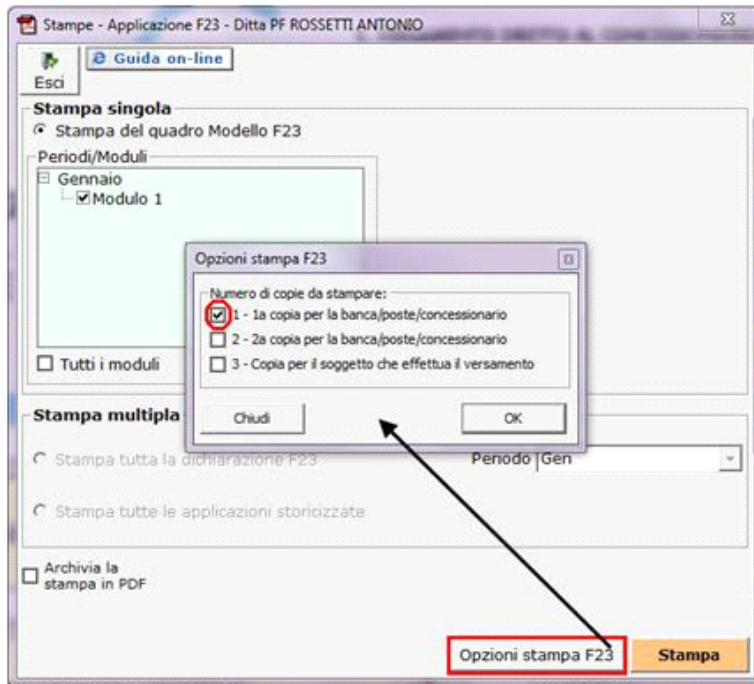 Stampe - Applicazione F23 - Ditta PF ROSSETTI ANTONIO
Guida on-line
Esci
Stampa singola
Stampa del quadro Modello F23
Periodi/Moduli
Gennaio
Modulo 1
Opzioni stampa F23
Numero di copie da stampare:
1 - 1a copia per la banca/poste/concessionario
2 - 2a copia per la banca/poste/concessionario
3 - Copia per il soggetto che effettua il versamento
Tutti i moduli
Chiudi OK
Stampa multipla
Stampa tutta la dichiarazione F23 Periodo Gen
Stampa tutte le applicazioni storicizzate
Archivia la
stampa in PDF
Opzioni stampa F23 Stampa